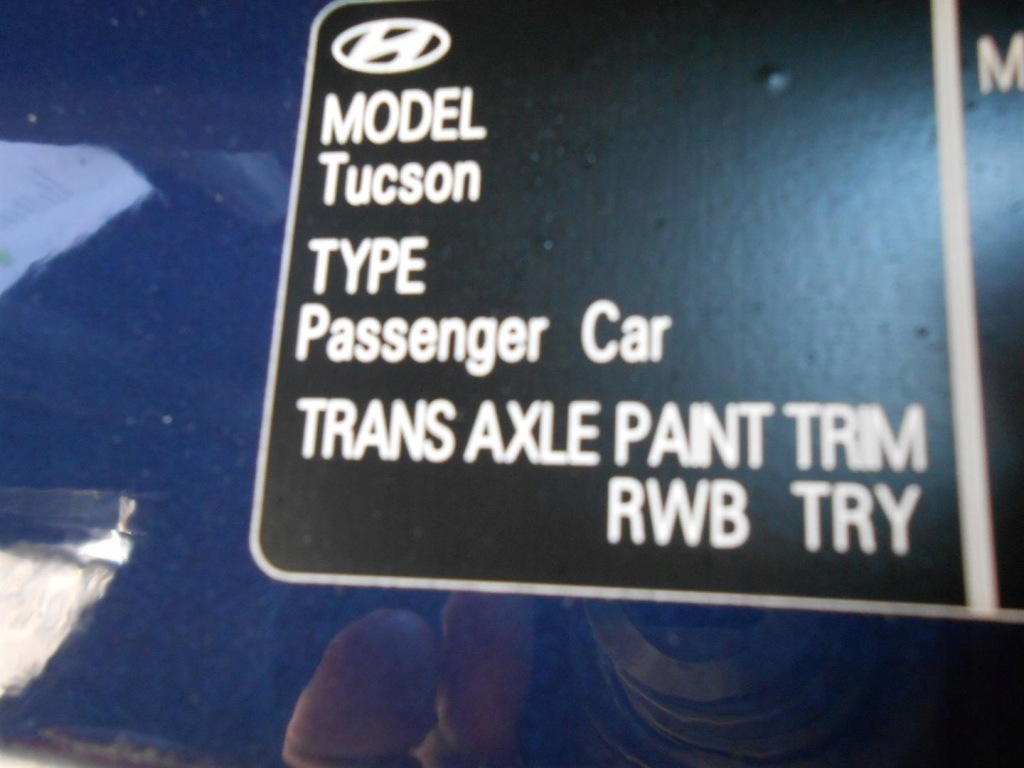 MODEL
Tucson
TYPE
Passenger Car
TRANS AXLE PAINT TRIM
RWB TRY
M